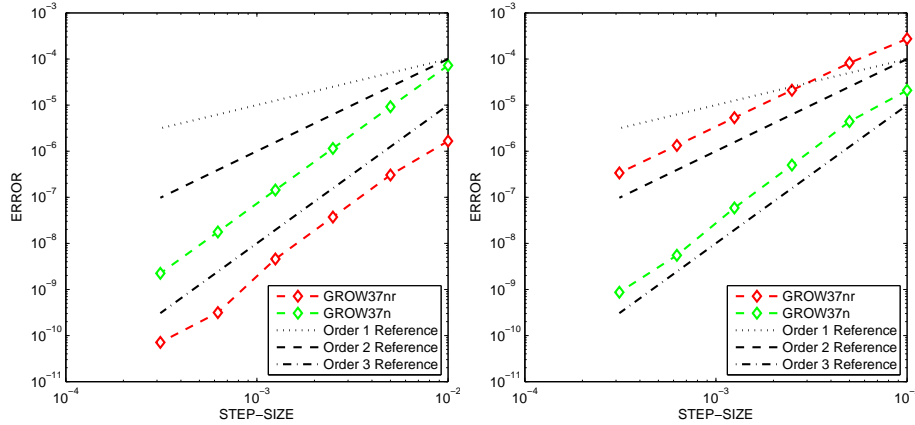 10−3
10−4
10−5
10−6
10−7
10−8
10−9
10−10
10−11
ERROR
10−4
10−3
10−2
STEP−SIZE
GROW37nr
GROW37n
Order 1 Reference
Order 2 Reference
Order 3 Reference
10−3
10−4
10−5
10−6
10−7
10−8
10−9
10−10
10−11
ERROR
10−4
10−3
10−
STEP−SIZE
GROW37nr
GROW37n
Order 1 Reference
Order 2 Reference
Order 3 Reference